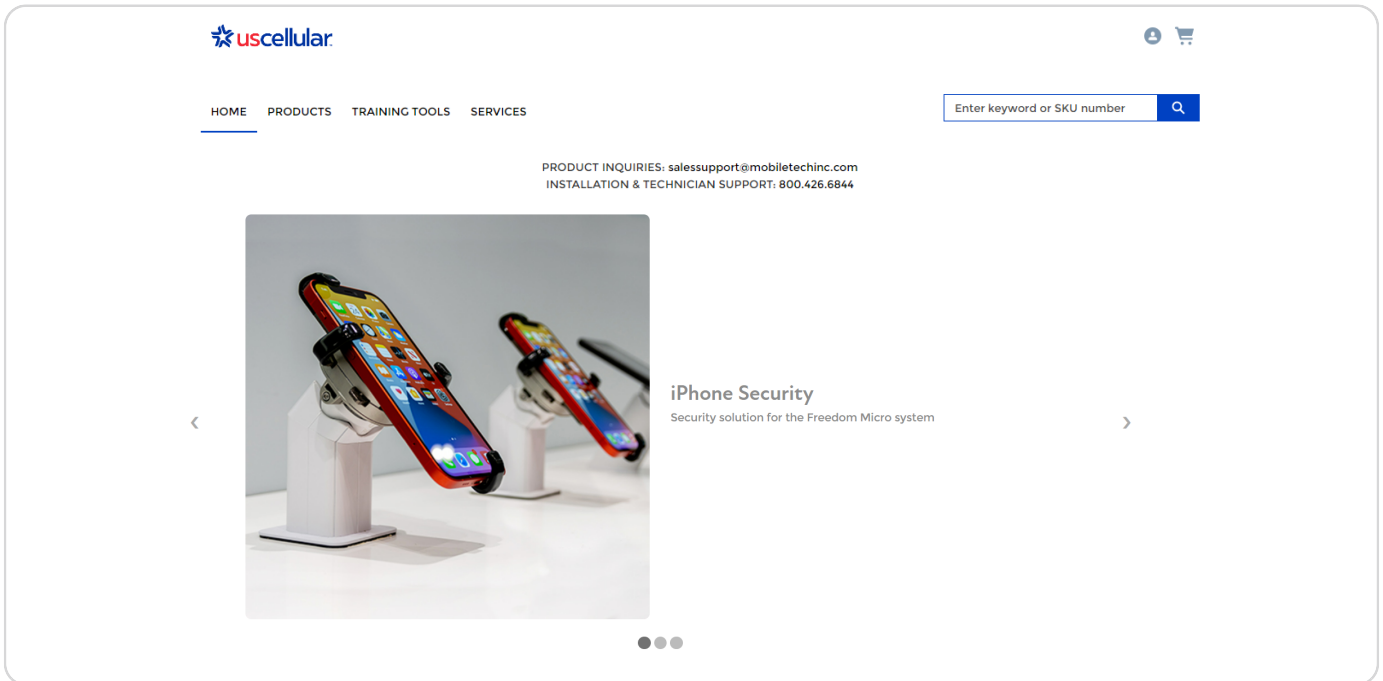 uscellular
HOME PRODUCTS TRAINING TOOLS SERVICES
Enter keyword or SKU number
PRODUCT INQUIRIES: salessupport@mobiletechinc.com
INSTALLATION & TECHNICIAN SUPPORT: 800.426.6844
iPhone Security
Security solution for the Freedom Micro system